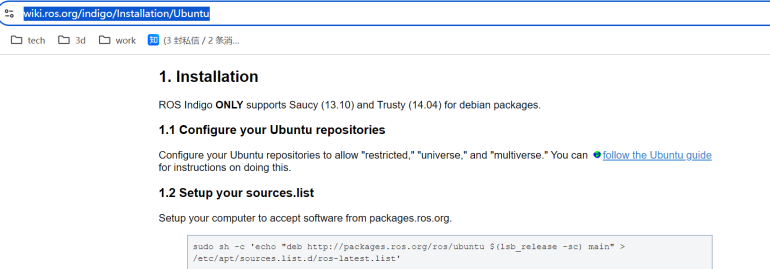 wiki.ros.org/indigo/Installation/Ubuntu
tech 3d work 知 (3 封私信 / 2 条消...
1. Installation
ROS Indigo ONLY supports Saucy (13.10) and Trusty (14.04) for debian packages.
1.1 Configure your Ubuntu repositories
Configure your Ubuntu repositories to allow "restricted," "universe," and "multiverse." You can follow the Ubuntu guide
for instructions on doing this.
1.2 Setup your sources.list
Setup your computer to accept software from packages.ros.org.
sudo sh -c 'echo "deb http://packages.ros.org/ros/ubuntu $(lsb_release -sc) main" >
/etc/apt/sources.list.d/ros-latest.list'